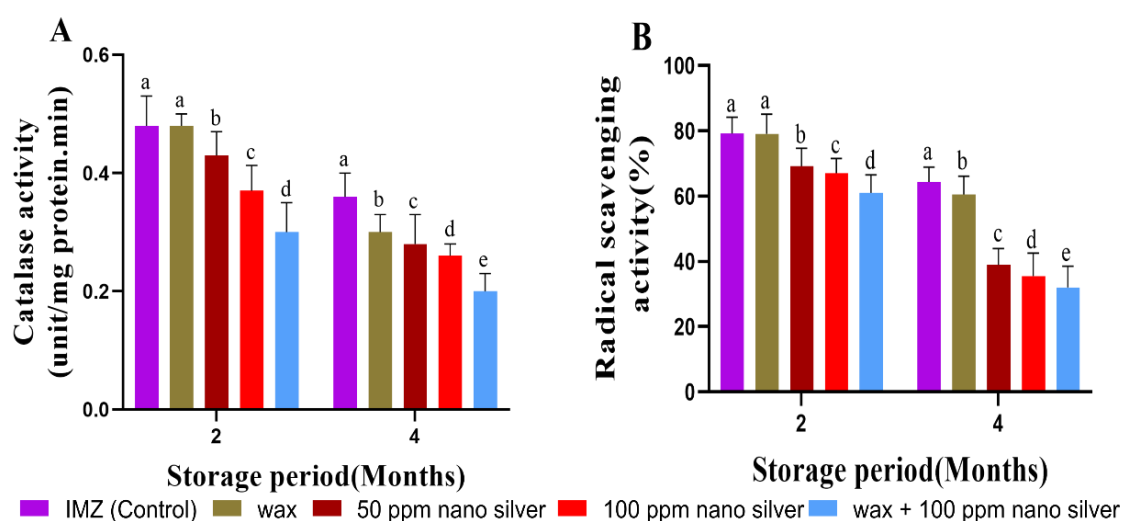 A
Catalase activity
(unit/mg protein.min)
0.6
0.4
0.2
0.0
a
a
b
c
d
a
b
c
d
e
2
4
Storage period(Months)
B
Radical scavenging
activity(%)
100
80
60
40
20
0
a
a
b
c
d
a
b
c
d
e
2
4
Storage period(Months)
IMZ (Control) wax 50 ppm nano silver 100 ppm nano silver wax + 100 ppm nano silver